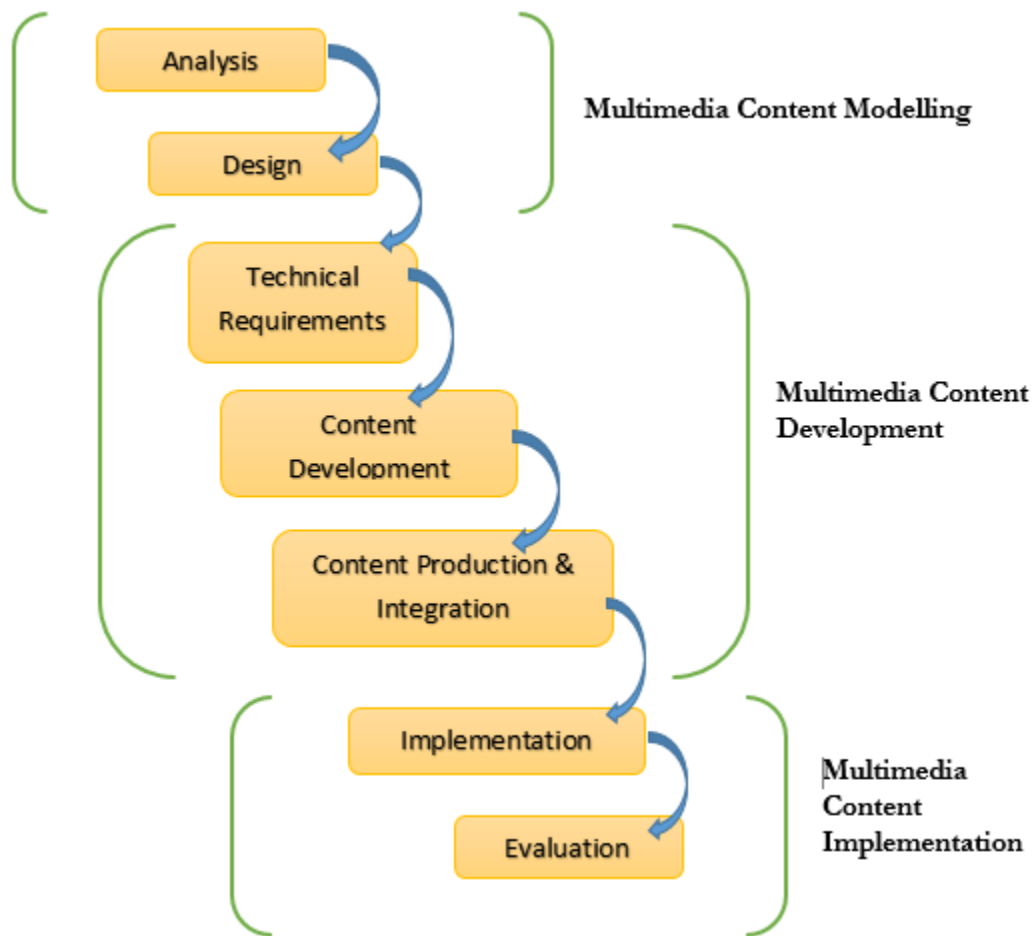 Analysis
Multimedia Content Modelling
Design
Technical
Requirements
Multimedia Content
Development
Content
Development
Content Production &
Integration
Implementation
Multimedia
Content
Implementation
Evaluation